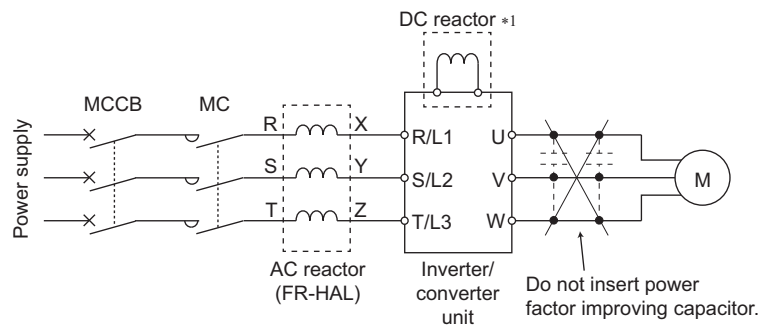 DC reactor *1
MCCB
MC
R
X
R/L1
U
S
Y
S/L2
V
T
Z
T/L3
W
M
Power supply
AC reactor
(FR-HAL)
Inverter/
converter
unit
Do not insert power
factor improving capacitor.